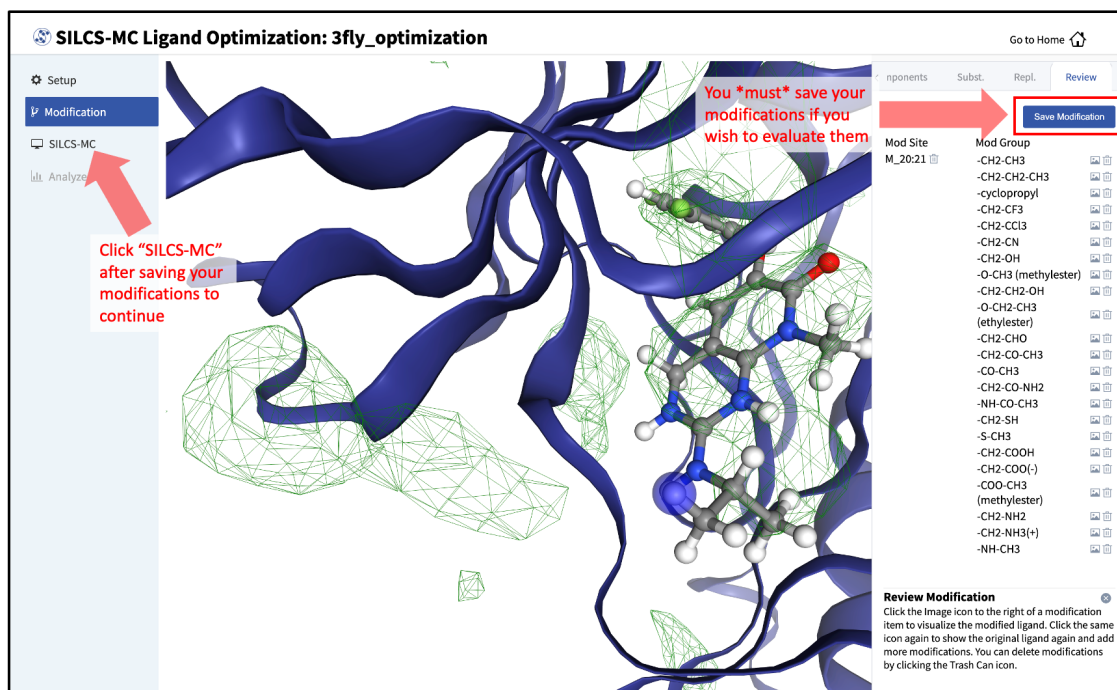 SILCS-MC Ligand Optimization: 3fly_optimization
Go to Home
Setup
Modification
SILCS-MC
Analyze
Click “SILCS-MC”
after saving your
modifications to
continue
You *must* save your
modifications if you
wish to evaluate them
nponents Subst. Repl. Review
Save Modification
Mod Site Mod Group
M_20:21 -CH2-CH3
-CH2-CH2-CH3
-cyclopropyl
-CH2-CF3
-CH2-CCl3
-CH2-CN
-CH2-OH
-O-CH3 (methylester)
-CH2-CH2-OH
-O-CH2-CH3
(ethylester)
-CH2-CHO
-CH2-CO-CH3
-CO-CH3
-CH2-CO-NH2
-NH-CO-CH3
-CH2-SH
-S-CH3
-CH2-COOH
-CH2-COO(-)
-COO-CH3
(methylester)
-CH2-NH2
-CH2-NH3(+)
-NH-CH3
Review Modification
Click the Image icon to the right of a modification
item to visualize the modified ligand. Click the same
icon again to show the original ligand again and add
more modifications. You can delete modifications
by clicking the Trash Can icon.